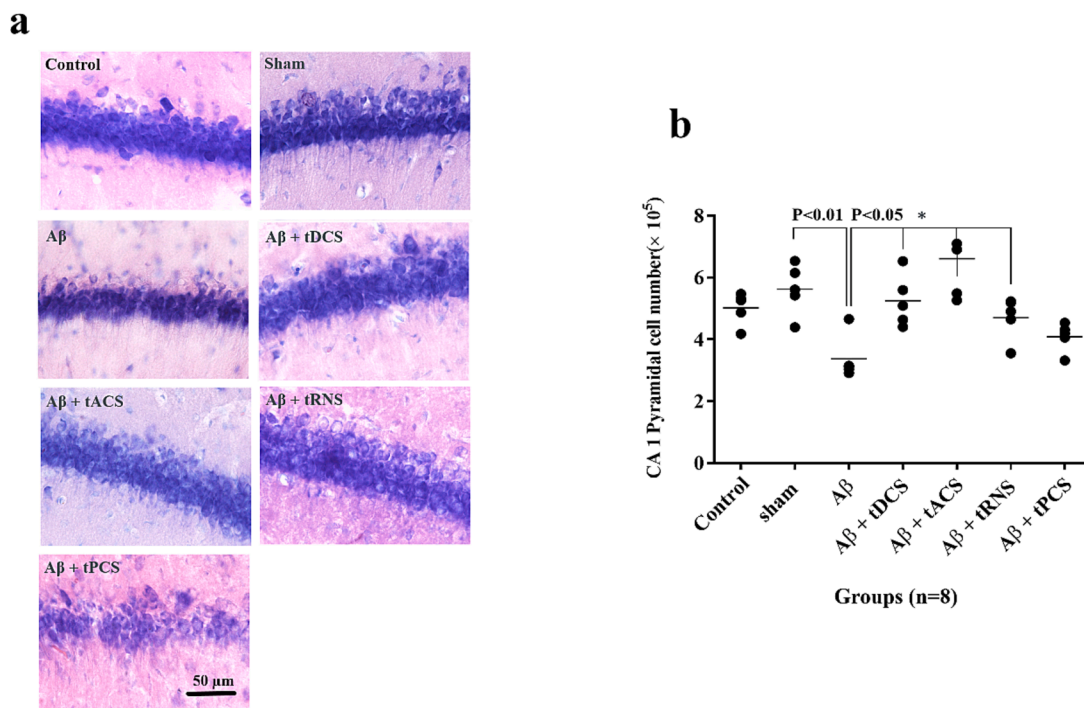 a
Control
Sham
Aβ
Aβ + tDCS
Aβ + tACS
Aβ + tRNS
Aβ + tPCS
50 µm
b
CA 1 Pyramidal cell number(× 10⁵)
8
6
4
2
0
P<0.01 P<0.05 *
Control
sham
Aβ
Aβ + tDCS
Aβ + tACS
Aβ + tRNS
Aβ + tPCS
Groups (n=8)